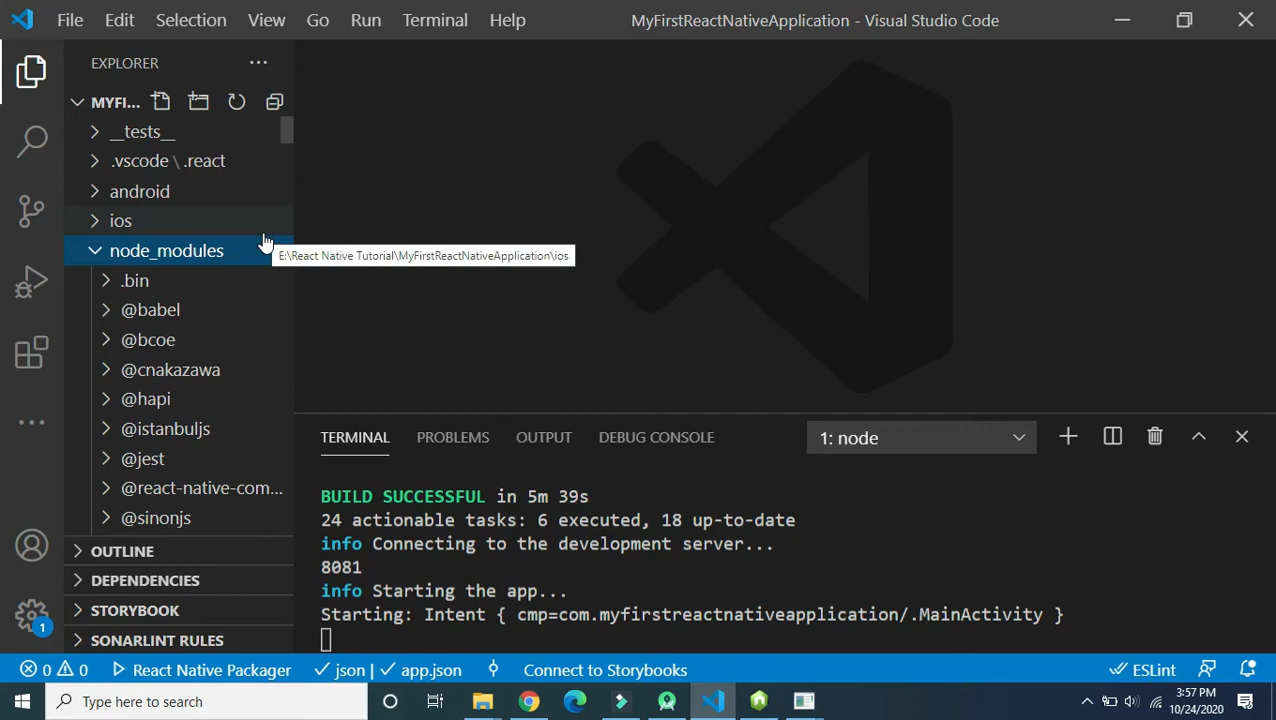 File Edit Selection View Go Run Terminal Help MyFirstReactNativeApplication - Visual Studio Code
EXPLORER
MYFI...
__tests__
.vscode \ .react
android
ios
node_modules
E:\React Native Tutorial\MyFirstReactNativeApplication\ios
.bin
@babel
@bcoe
@cnakazawa
@hapi
@istanbuljs
@jest
@react-native-com...
@sinonjs
OUTLINE
DEPENDENCIES
STORYBOOK
SONARLINT RULES
TERMINAL PROBLEMS OUTPUT DEBUG CONSOLE 1: node
BUILD SUCCESSFUL in 5m 39s
24 actionable tasks: 6 executed, 18 up-to-date
info Connecting to the development server...
8081
info Starting the app...
Starting: Intent { cmp=com.myfirstreactnativeapplication/.MainActivity }
1
0 0 React Native Packager json | app.json Connect to Storybooks ESLint
Type here to search
3:57 PM
10/24/2020